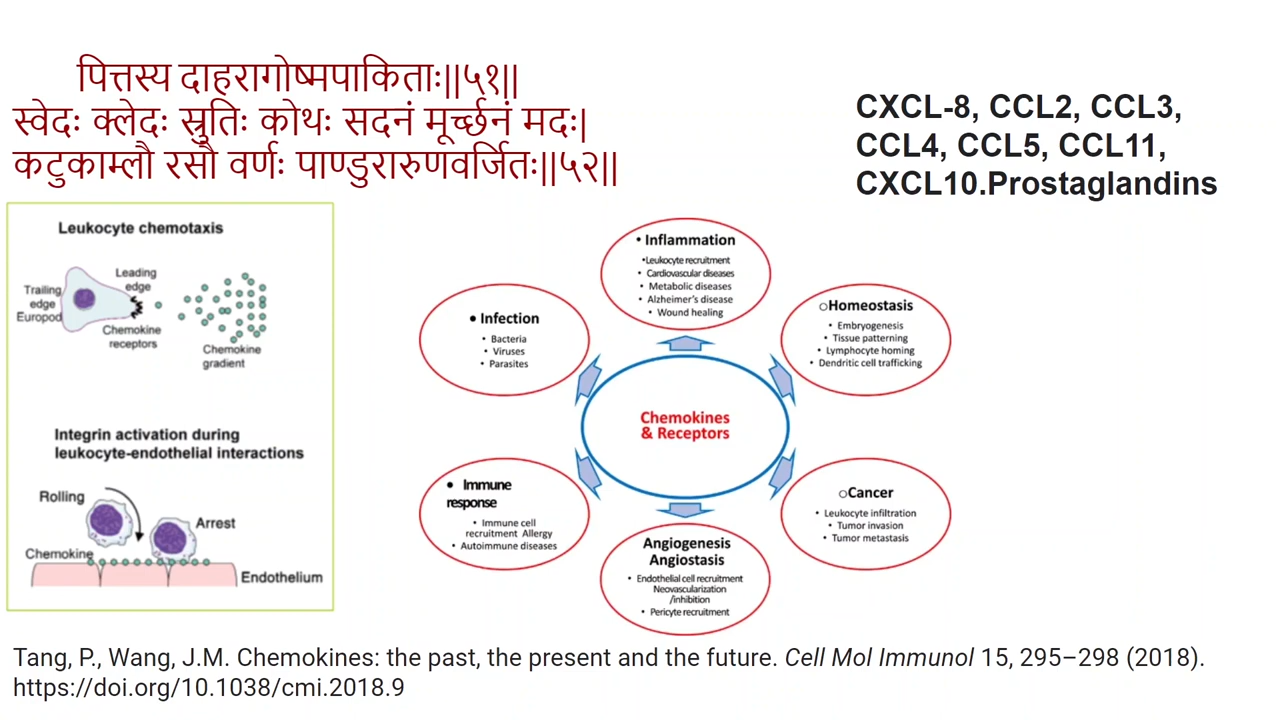 पित्तस्य दाहरागोष्मपाकिताः||५१||
स्वेदः क्लेदः स्रुतिः कोथः सदनं मूर्च्छनं मदः|
कटुकाम्लौ रसौ वर्णः पाण्डुरारुणवर्जितः||५२||
CXCL-8, CCL2, CCL3,
CCL4, CCL5, CCL11,
CXCL10.Prostaglandins
Leukocyte chemotaxis
Leading
edge
Trailing
edge
Europod
Chemokine
receptors
Chemokine
gradient
Integrin activation during
leukocyte-endothelial interactions
Rolling
Arrest
Chemokine
Endothelium
• Inflammation
•Leukocyte recruitment
• Cardiovascular diseases
• Metabolic diseases
• Alzheimer's disease
• Wound healing
• Infection
• Bacteria
• Viruses
• Parasites
○Homeostasis
• Embryogenesis
• Tissue patterning
• Lymphocyte homing
• Dendritic cell trafficking
Chemokines
& Receptors
• Immune
response
• Immune cell
recruitment Allergy
• Autoimmune diseases
○Cancer
• Leukocyte infiltration
• Tumor invasion
• Tumor metastasis
Angiogenesis
Angiostasis
• Endothelial cell recruitment
Neovascularization
/inhibition
• Pericyte recruitment
Tang, P., Wang, J.M. Chemokines: the past, the present and the future. Cell Mol Immunol 15, 295–298 (2018).
https://doi.org/10.1038/cmi.2018.9